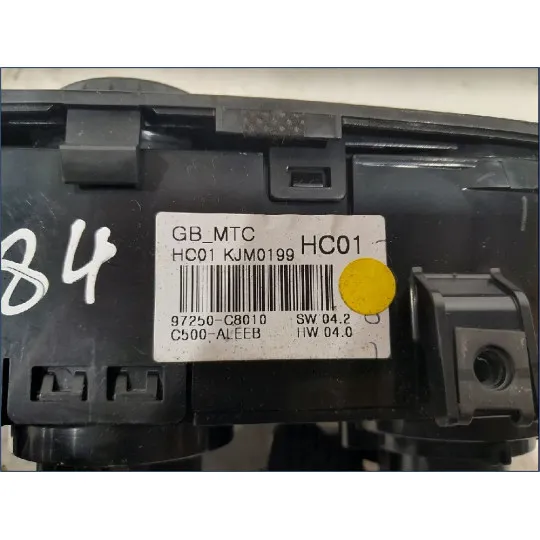 84
GB_MTC HC01
HC01 KJM0199
97250-C8010 SW 04.2
C500-ALEEB HW 04.0